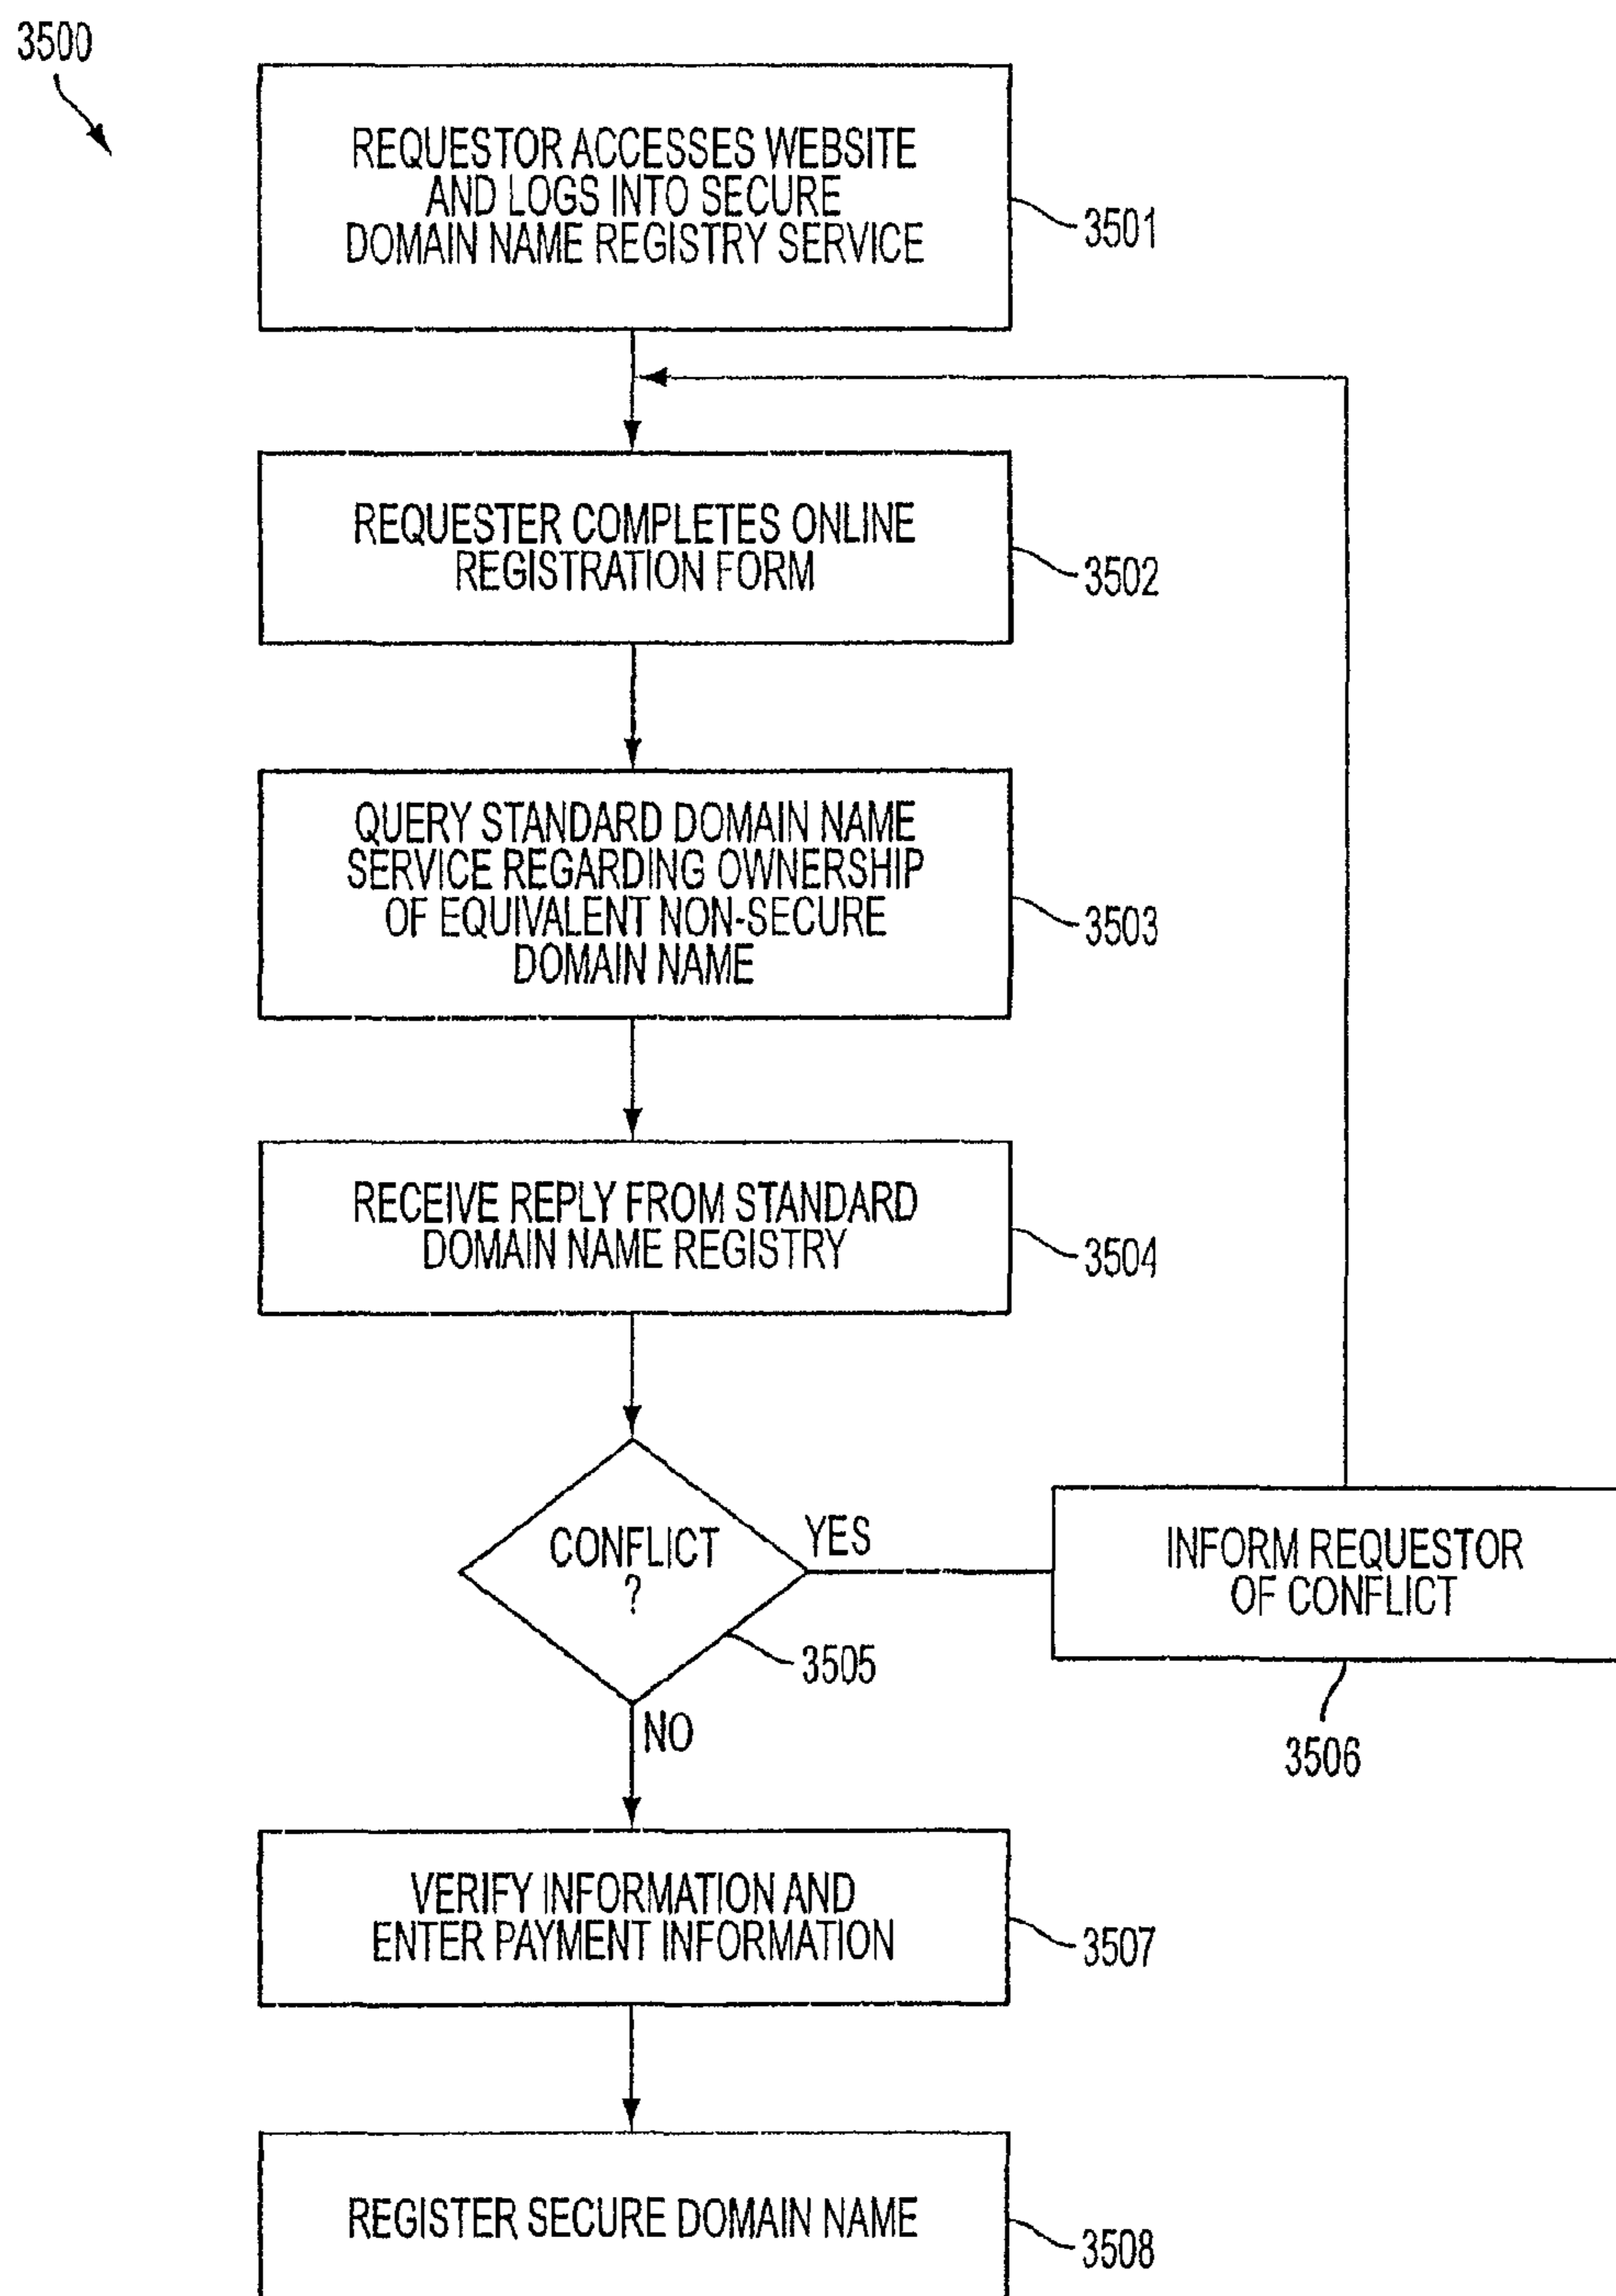 3500
REQUESTOR ACCESSES WEBSITE
AND LOGS INTO SECURE
DOMAIN NAME REGISTRY SERVICE
3501
REQUESTER COMPLETES ONLINE
REGISTRATION FORM
3502
QUERY STANDARD DOMAIN NAME
SERVICE REGARDING OWNERSHIP
OF EQUIVALENT NON-SECURE
DOMAIN NAME
3503
RECEIVE REPLY FROM STANDARD
DOMAIN NAME REGISTRY
3504
CONFLICT
?
YES
3505
NO
INFORM REQUESTOR
OF CONFLICT
3506
VERIFY INFORMATION AND
ENTER PAYMENT INFORMATION
3507
REGISTER SECURE DOMAIN NAME
3508